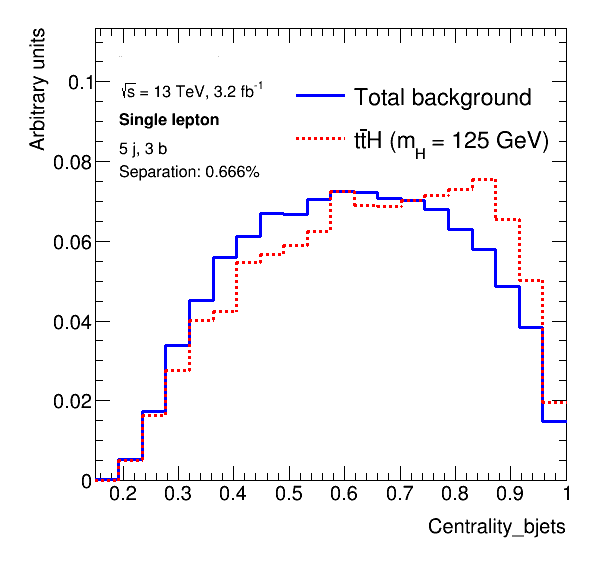 Arbitrary units
0.1
0.08
0.06
0.04
0.02
0
√s = 13 TeV, 3.2 fb⁻¹
Single lepton
5 j, 3 b
Separation: 0.666%
Total background
tt̄H (m_H = 125 GeV)
0.2 0.3 0.4 0.5 0.6 0.7 0.8 0.9 1
Centrality_bjets